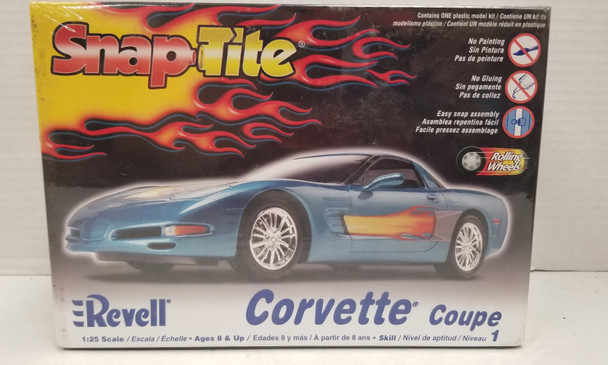 Contains ONE plastic model kit / Contiene UN kit de
modelismo plástico / Contient UN modèle réduit en plastique
Snap-Tite®
No Painting
Sin Pintura
Pas de peinture
No Gluing
Sin pegamente
Pas de collez
Easy snap assembly
Asamblea repentina fácil
Facile pressez assemblage
Rolling
Wheels
Revell®
Corvette® Coupe
1:25 Scale / Escala / Échelle • Ages 8 & Up / Edades 8 y más / À partir de 8 ans • Skill / Nivel de aptitud / Niveau 1